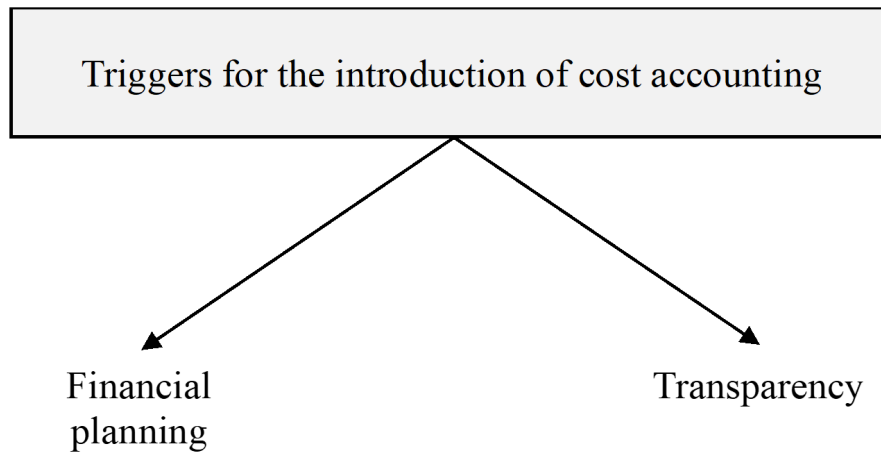 Triggers for the introduction of cost accounting
Financial
planning
Transparency